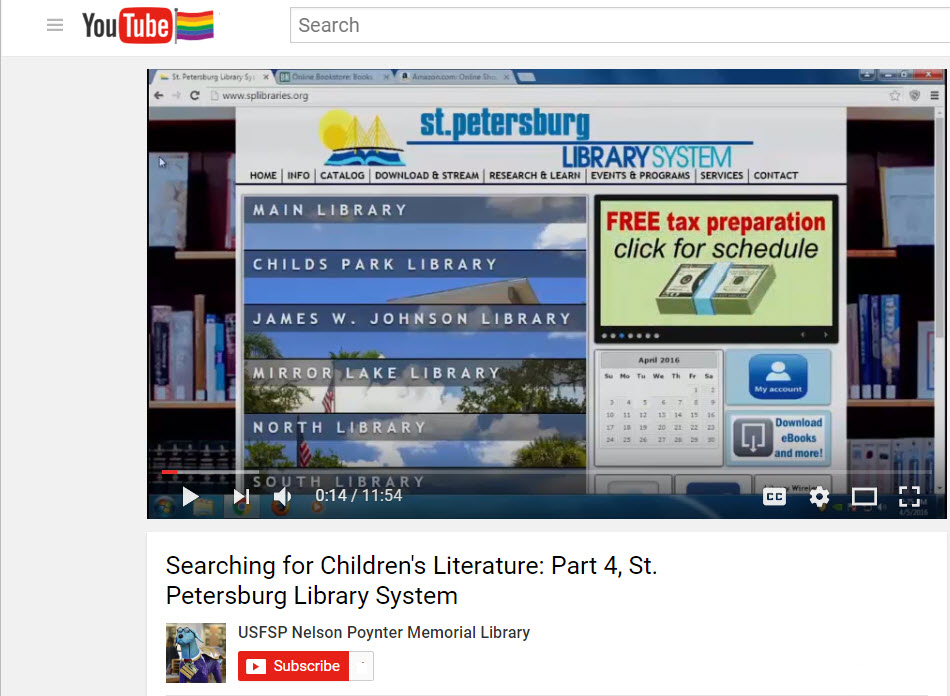 YouTube
Search
St. Petersburg Library Sys
Online Bookstore: Books,
Amazon.com: Online Shop
www.splibraries.org
st.petersburg
LIBRARY SYSTEM
HOME | INFO | CATALOG | DOWNLOAD & STREAM | RESEARCH & LEARN | EVENTS & PROGRAMS | SERVICES | CONTACT
MAIN LIBRARY
CHILDS PARK LIBRARY
JAMES W. JOHNSON LIBRARY
MIRROR LAKE LIBRARY
NORTH LIBRARY
SOUTH LIBRARY
FREE tax preparation
click for schedule
April 2016
Su Mo Tu We Th Fr Sa
1 2
3 4 5 6 7 8 9
10 11 12 13 14 15 16
17 18 19 20 21 22 23
24 25 26 27 28 29 30
My account
Download
eBooks
and more!
0:14 / 11:54
CC
4/5/2016
Searching for Children's Literature: Part 4, St.
Petersburg Library System
USFSP Nelson Poynter Memorial Library
Subscribe